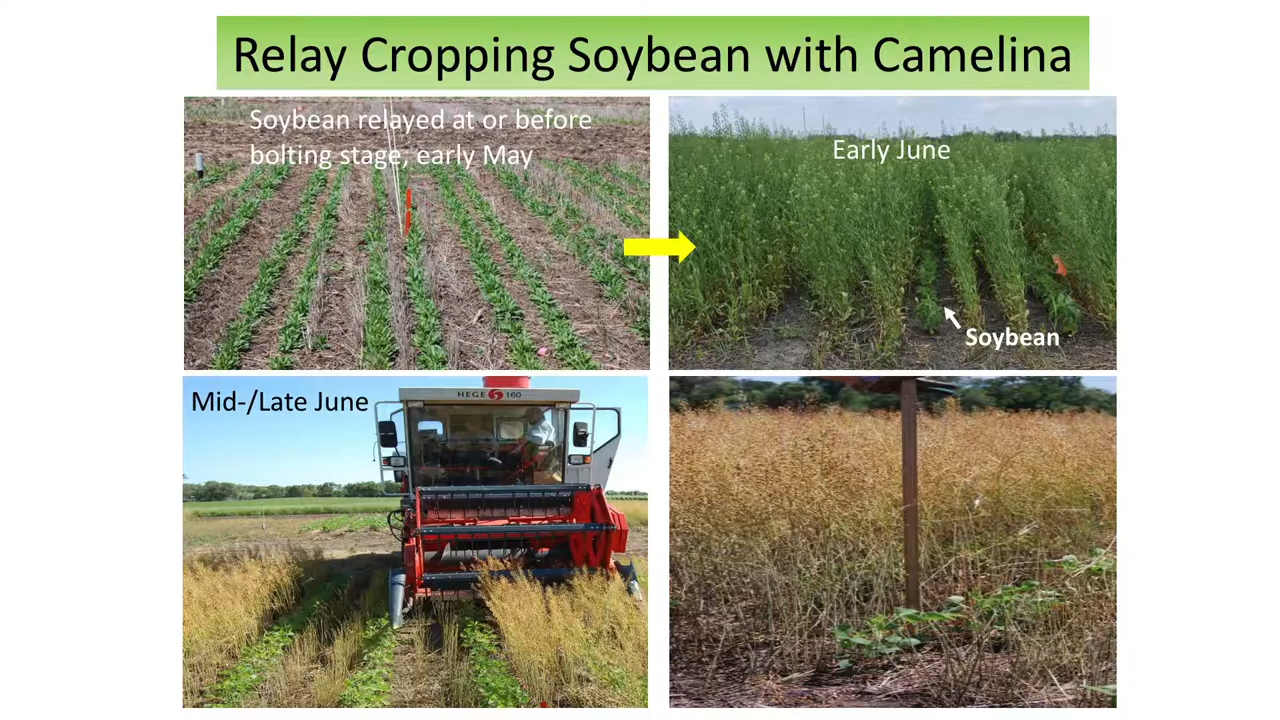 Relay Cropping Soybean with Camelina
Soybean relayed at or before
bolting stage, early May
Early June
Soybean
Mid-/Late June
HEGE 160